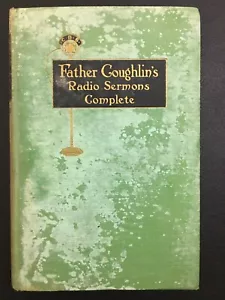 Father Coughlin's
Radio Sermons
Complete